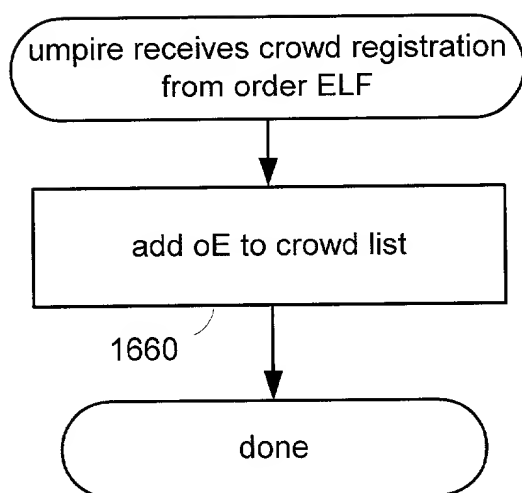 umpire receives crowd registration
from order ELF
add oE to crowd list
1660
done